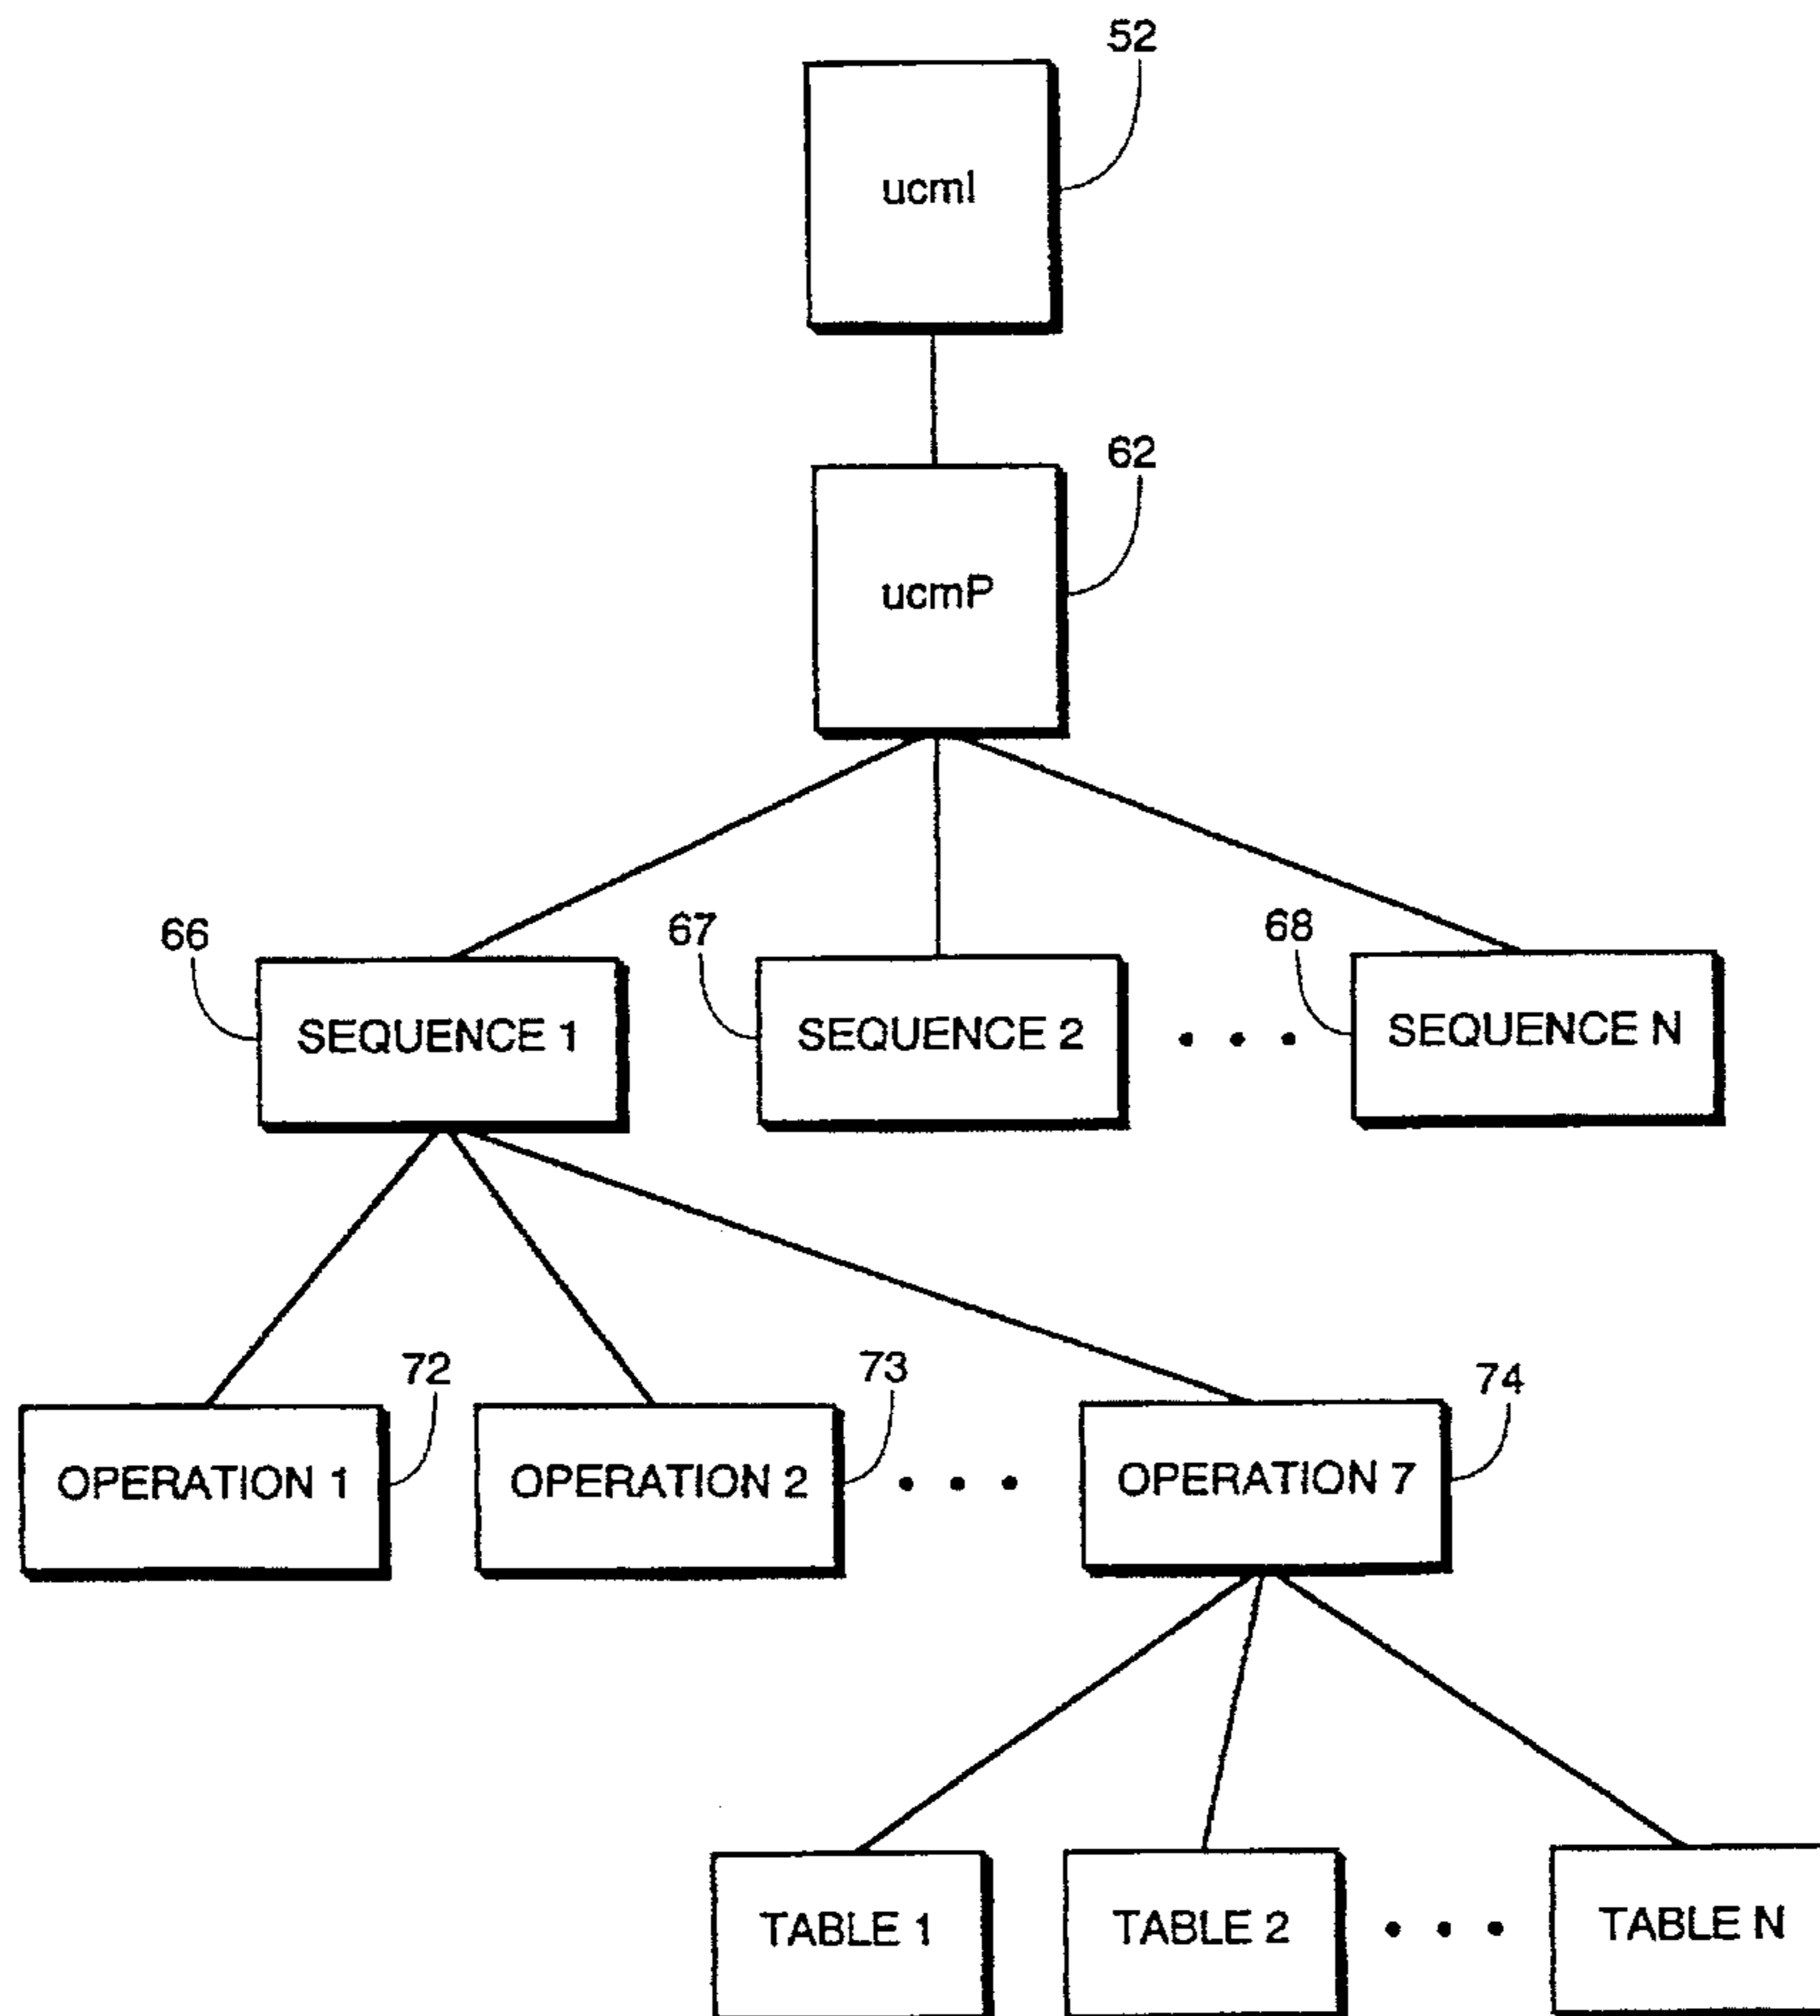 52
ucmI
62
ucmP
66
67
68
SEQUENCE 1
SEQUENCE 2
SEQUENCE N
72
73
74
OPERATION 1
OPERATION 2
OPERATION 7
TABLE 1
TABLE 2
TABLE N